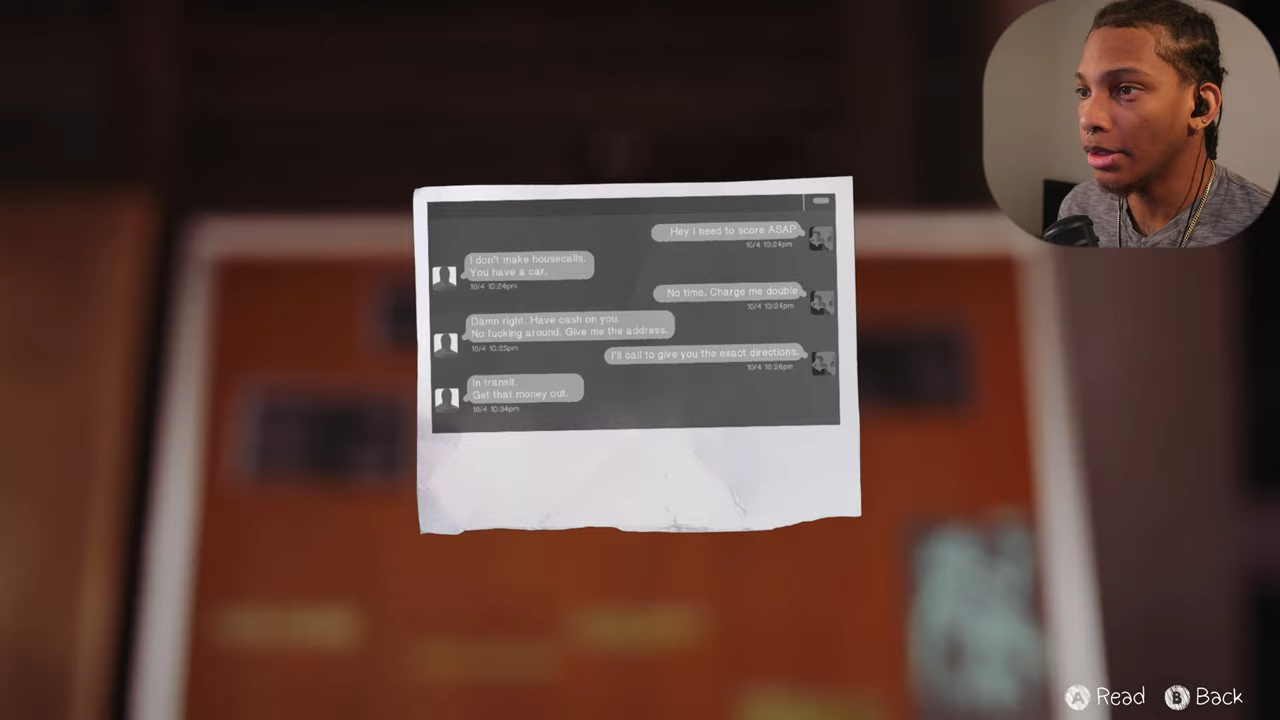 Hey I need to score ASAP
10/4 10:24pm
I don't make housecalls.
You have a car.
10/4 10:24pm
No time. Charge me double
10/4 10:24pm
Damn right. Have cash on you.
No fucking around. Give me the address.
10/4 10:25pm
I'll call to give you the exact directions.
10/4 10:26pm
In transit.
Get that money out.
10/4 10:34pm
A Read B Back